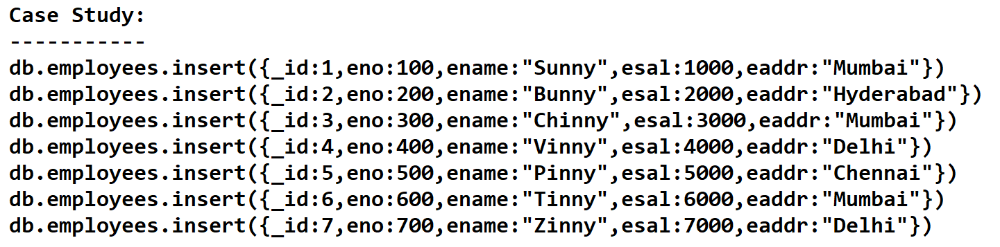 Case Study:
-----------
db.employees.insert({_id:1,eno:100,ename:"Sunny",esal:1000,eaddr:"Mumbai"})
db.employees.insert({_id:2,eno:200,ename:"Bunny",esal:2000,eaddr:"Hyderabad"})
db.employees.insert({_id:3,eno:300,ename:"Chinny",esal:3000,eaddr:"Mumbai"})
db.employees.insert({_id:4,eno:400,ename:"Vinny",esal:4000,eaddr:"Delhi"})
db.employees.insert({_id:5,eno:500,ename:"Pinny",esal:5000,eaddr:"Chennai"})
db.employees.insert({_id:6,eno:600,ename:"Tinny",esal:6000,eaddr:"Mumbai"})
db.employees.insert({_id:7,eno:700,ename:"Zinny",esal:7000,eaddr:"Delhi"})